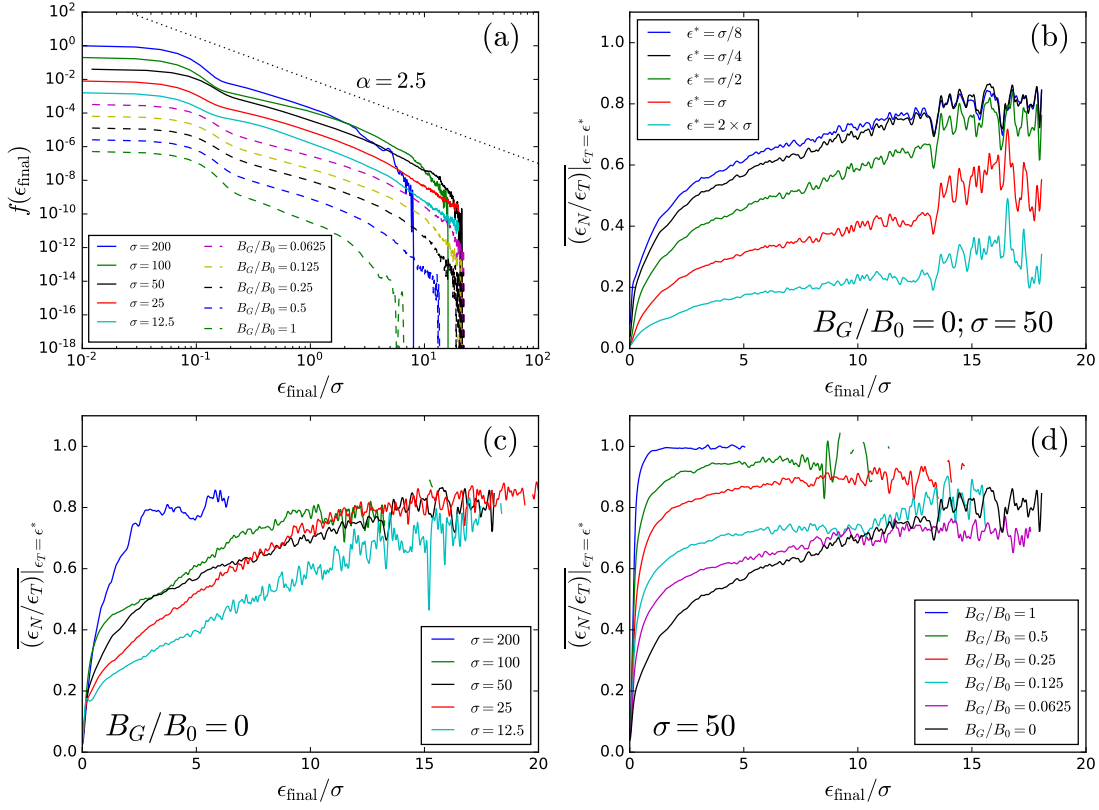 (a)
α = 2.5
f(ϵ_final)
10^0
10^-2
10^-4
10^-6
10^-8
10^-10
10^-12
10^-14
10^-16
10^-18
σ = 200
σ = 100
σ = 50
σ = 25
σ = 12.5
B_G/B_0 = 0.0625
B_G/B_0 = 0.125
B_G/B_0 = 0.25
B_G/B_0 = 0.5
B_G/B_0 = 1
10^-2 10^-1 10^0 10^1 10^2
ϵ_final/σ
(b)
ϵ* = σ/8
ϵ* = σ/4
ϵ* = σ/2
ϵ* = σ
ϵ* = 2 × σ
(ϵ_N/ϵ_T)|ϵ_T = ϵ*
1.0
0.8
0.6
0.4
0.2
0.0
B_G/B_0 = 0; σ = 50
0 5 10 15 20
ϵ_final/σ
(c)
(ϵ_N/ϵ_T)|ϵ_T = ϵ*
1.0
0.8
0.6
0.4
0.2
0.0
B_G/B_0 = 0
σ = 200
σ = 100
σ = 50
σ = 25
σ = 12.5
0 5 10 15 20
ϵ_final/σ
(d)
(ϵ_N/ϵ_T)|ϵ_T = ϵ*
1.0
0.8
0.6
0.4
0.2
0.0
σ = 50
B_G/B_0 = 1
B_G/B_0 = 0.5
B_G/B_0 = 0.25
B_G/B_0 = 0.125
B_G/B_0 = 0.0625
B_G/B_0 = 0
0 5 10 15 20
ϵ_final/σ